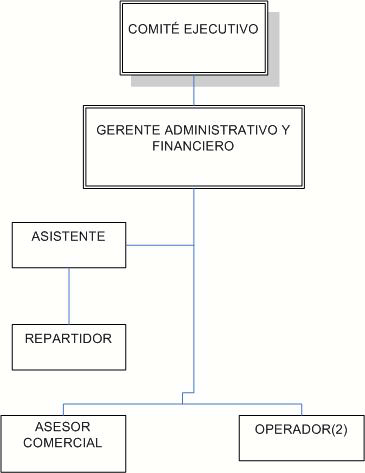 COMITÉ EJECUTIVO
GERENTE ADMINISTRATIVO Y
FINANCIERO
ASISTENTE
REPARTIDOR
ASESOR
COMERCIAL
OPERADOR(2)